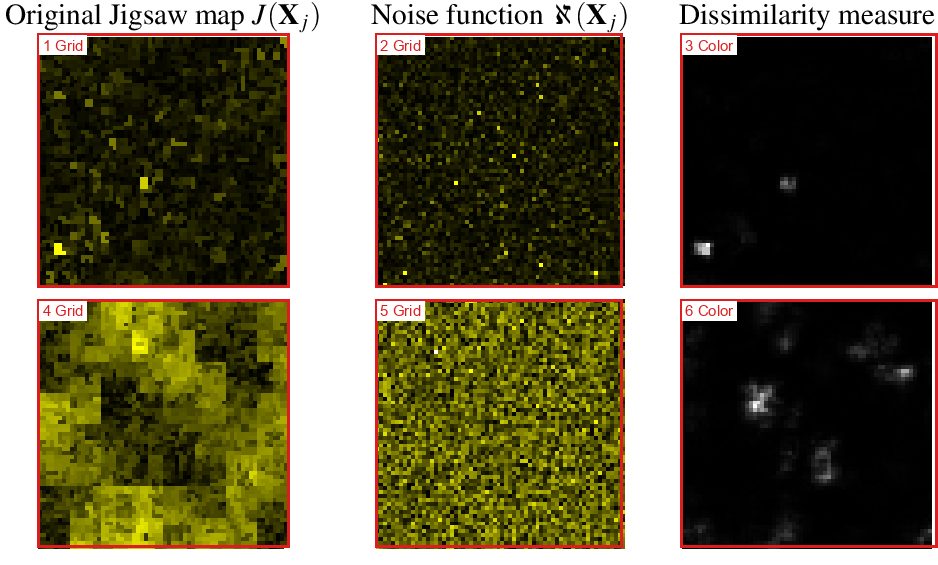 Original Jigsaw map J(X_j)
Noise function ℵ(X_j)
Dissimilarity measure
1 Grid
2 Grid
3 Color
4 Grid
5 Grid
6 Color